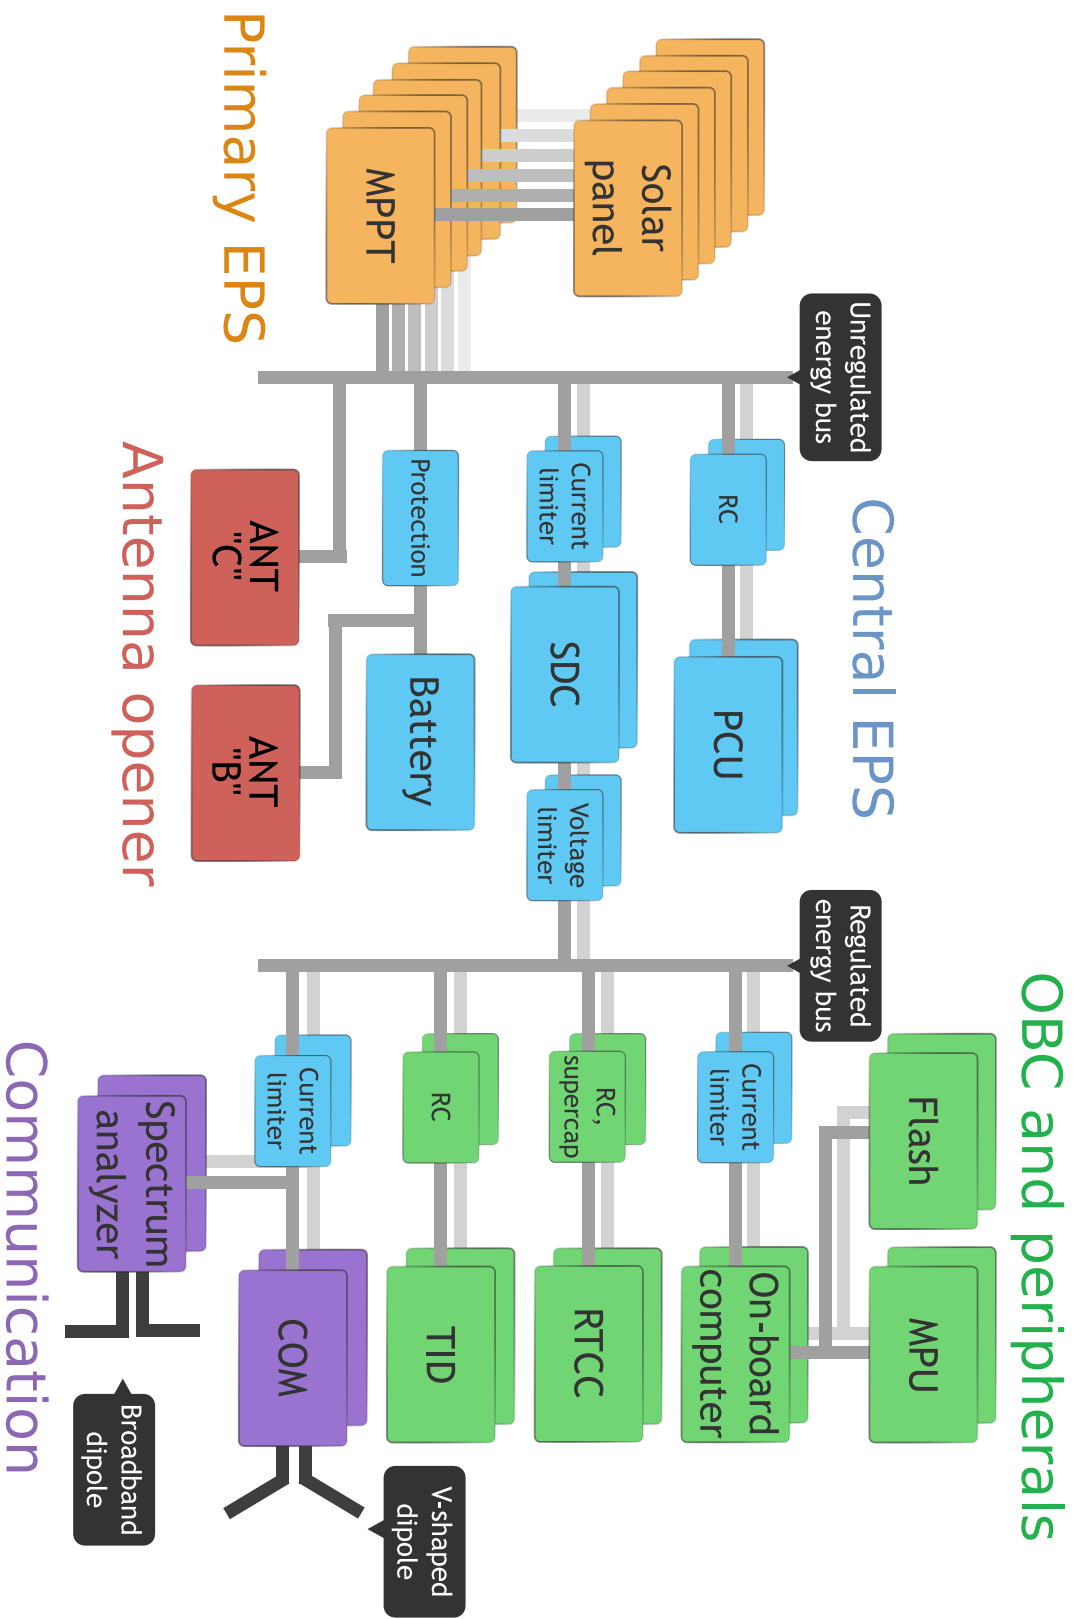 Primary EPS
Solar
panel
MPPT
Unregulated
energy bus
Central EPS
RC
PCU
Current
limiter
SDC
Voltage
limiter
Protection
Battery
ANT
"C"
ANT
"B"
Antenna opener
Regulated
energy bus
OBC and peripherals
Flash
MPU
Current
limiter
On-board
computer
RC,
supercap
RTCC
RC
TID
Current
limiter
COM
Spectrum
analyzer
Communication
V-shaped
dipole
Broadband
dipole